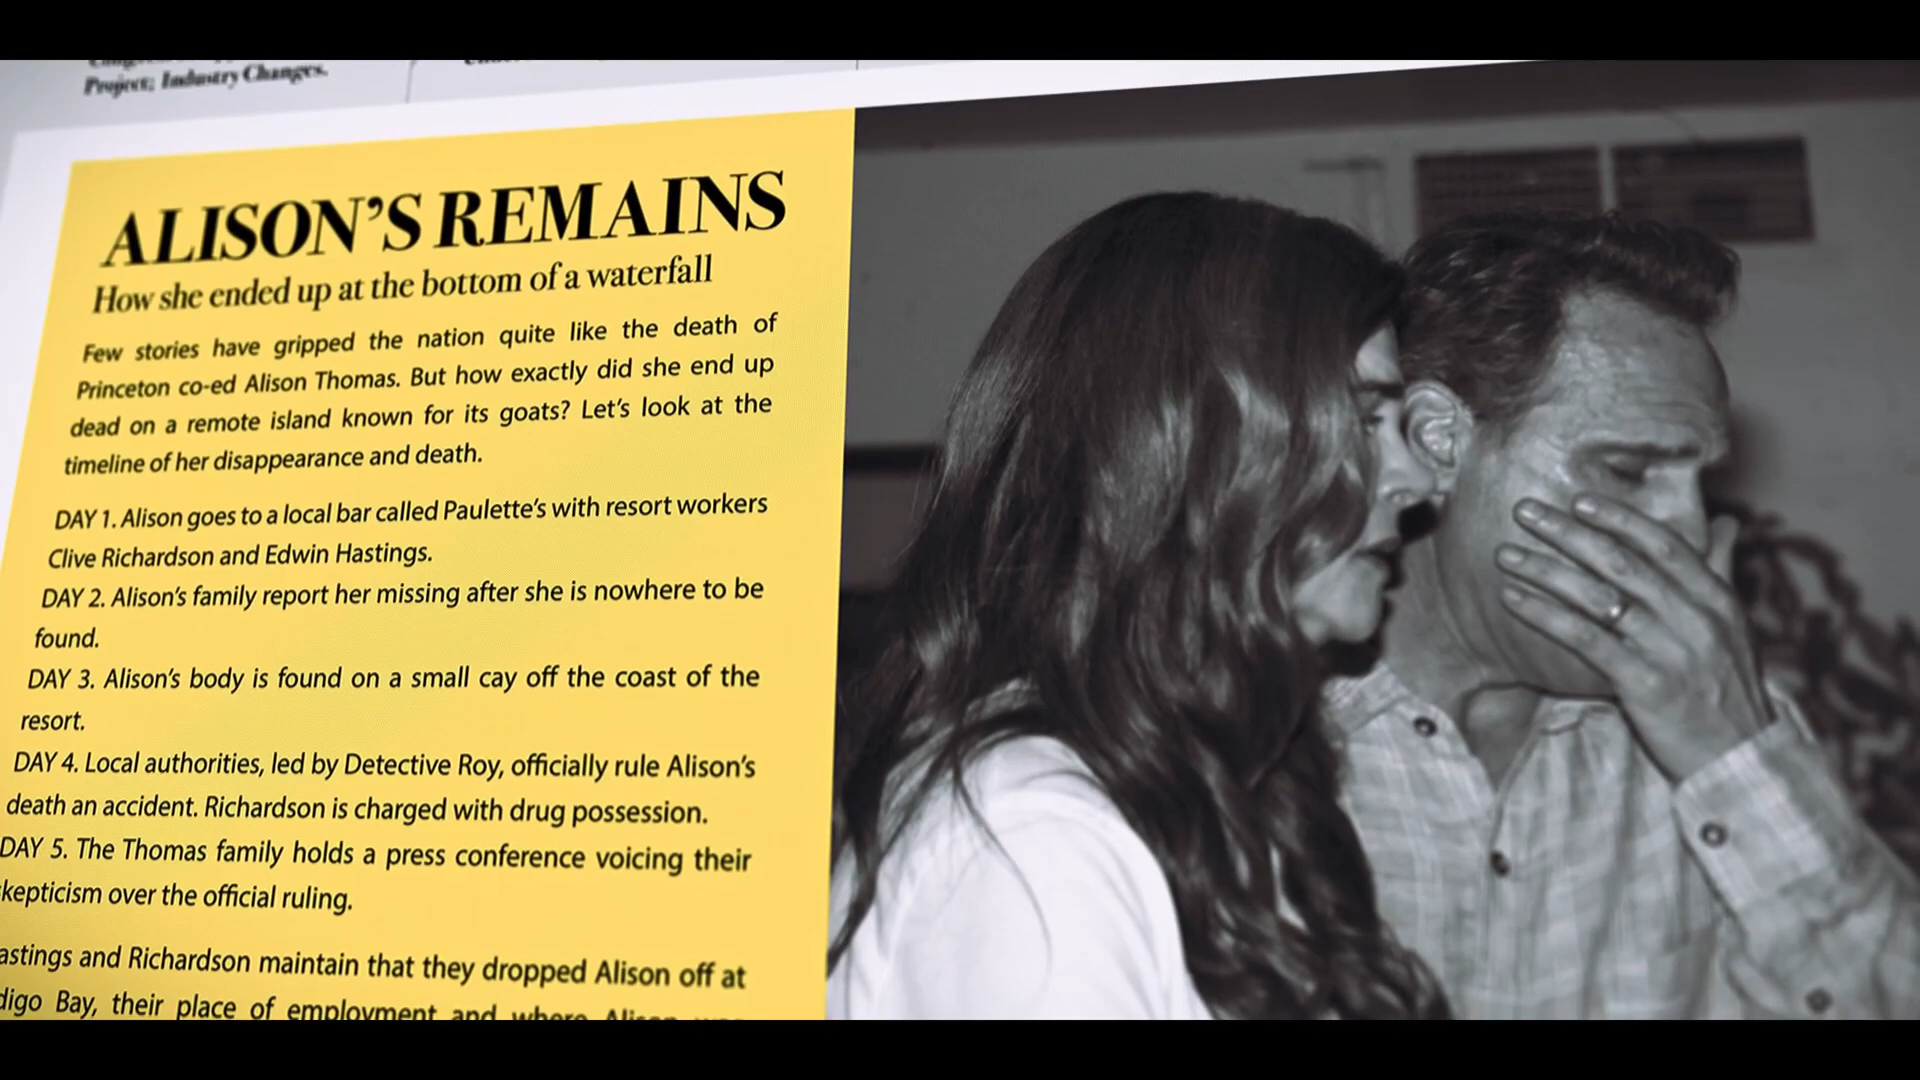 Project; Industry Changes.
ALISON'S REMAINS
How she ended up at the bottom of a waterfall
Few stories have gripped the nation quite like the death of
Princeton co-ed Alison Thomas. But how exactly did she end up
dead on a remote island known for its goats? Let's look at the
timeline of her disappearance and death.
DAY 1. Alison goes to a local bar called Paulette's with resort workers
Clive Richardson and Edwin Hastings.
DAY 2. Alison's family report her missing after she is nowhere to be
found.
DAY 3. Alison's body is found on a small cay off the coast of the
resort.
DAY 4. Local authorities, led by Detective Roy, officially rule Alison's
death an accident. Richardson is charged with drug possession.
DAY 5. The Thomas family holds a press conference voicing their
kepticism over the official ruling.
astings and Richardson maintain that they dropped Alison off at
digo Bay, their place of employment and where Alison